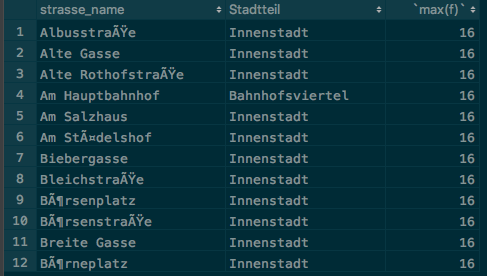 strasse_name Stadtteil `max(f)`
1 AlbusstraÃŸe Innenstadt 16
2 Alte Gasse Innenstadt 16
3 Alte RothofstraÃŸe Innenstadt 16
4 Am Hauptbahnhof Bahnhofsviertel 16
5 Am Salzhaus Innenstadt 16
6 Am StÃ¤delshof Innenstadt 16
7 Biebergasse Innenstadt 16
8 BleichstraÃŸe Innenstadt 16
9 BÃ¶rsenplatz Innenstadt 16
10 BÃ¶rsenstraÃŸe Innenstadt 16
11 Breite Gasse Innenstadt 16
12 BÃ¶rneplatz Innenstadt 16